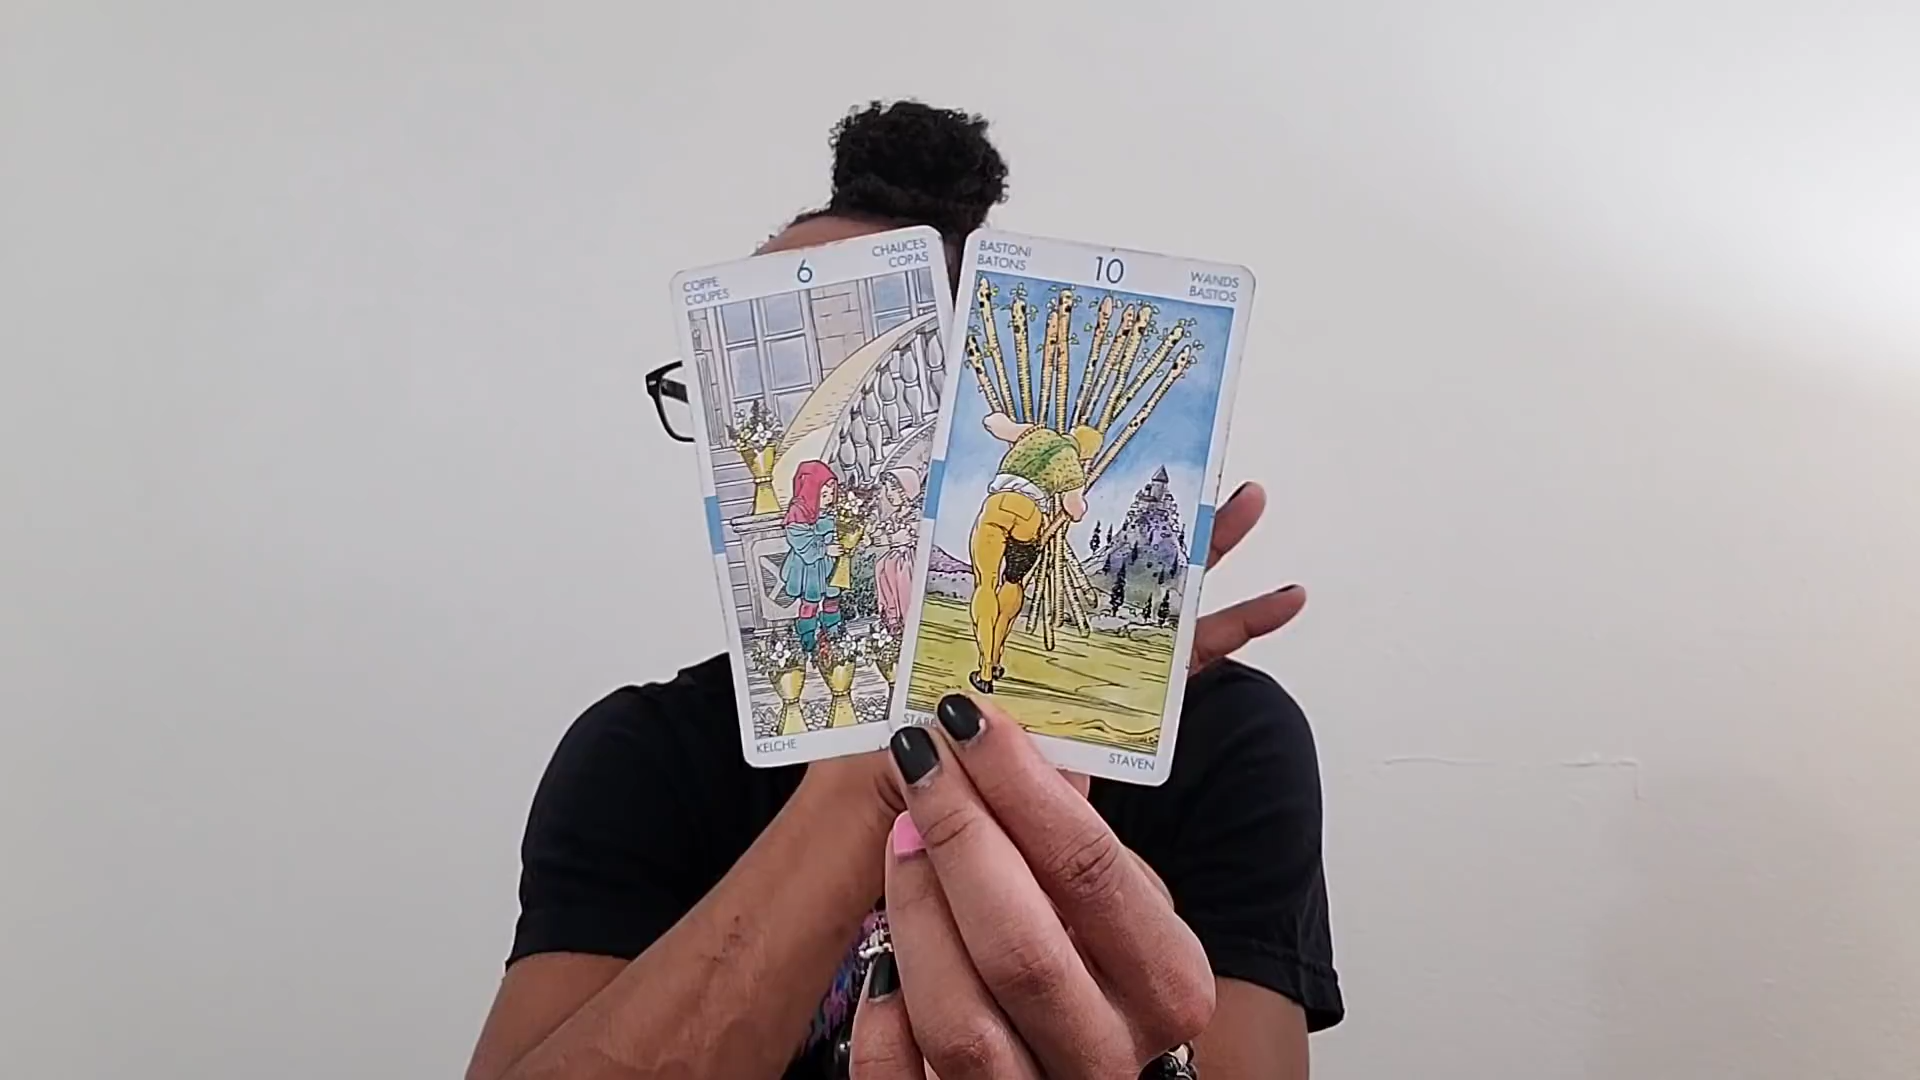 COPPE
COUPES
6
CHALICES
COPAS
KELCHE
BASTONI
BATONS
10
WANDS
BASTOS
STAVEN